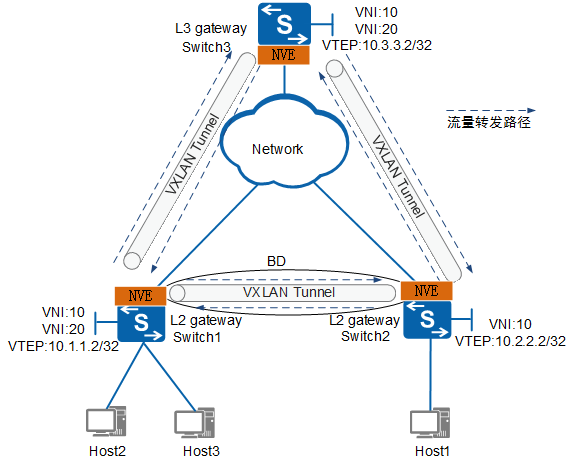 L3 gateway
Switch3
S
NVE
VNI:10
VNI:20
VTEP:10.3.3.2/32
VXLAN Tunnel
VXLAN Tunnel
流量转发路径
Network
BD
VXLAN Tunnel
NVE
NVE
VNI:10
VNI:20
VTEP:10.1.1.2/32
S
L2 gateway
Switch1
L2 gateway
Switch2
S
VNI:10
VTEP:10.2.2.2/32
Host2
Host3
Host1